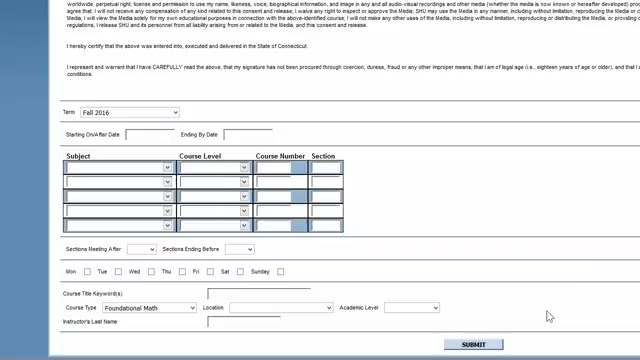 worldwide, perpetual right, license and permission to use my name, likeness, voice, biographical information, and image in any and all audio-visual recordings and other media (whether the media is now known or hereafter developed)
agree that I will not receive any compensation of any kind related to this consent and release; I waive any right to inspect or approve the Media; SHU may use the Media in any manner, including without limitation, reproducing the Media
Media, I will view the Media solely for my own educational purposes in connection with the above-identified course; I will not make any other uses of the Media, including without limitation, reproducing or distributing the Media, or
regulations, I release SHU and its personnel from all liability arising from or related to the Media, and this consent and release.
I hereby certify that the above was entered into, executed and delivered in the State of Connecticut.
I represent and warrant that I have CAREFULLY read the above, that my signature has not been procured through coercion, duress, fraud or any other improper means, that I am of legal age (i.e., eighteen years of age or older), and that I
conditions.
Term Fall 2016
Starting On/After Date Ending By Date
Subject Course Level Course Number Section
Sections Meeting After Sections Ending Before
Mon Tue Wed Thu Fri Sat Sunday
Course Title Keyword(s)
Course Type Foundational Math Location Academic Level
Instructor's Last Name
SUBMIT